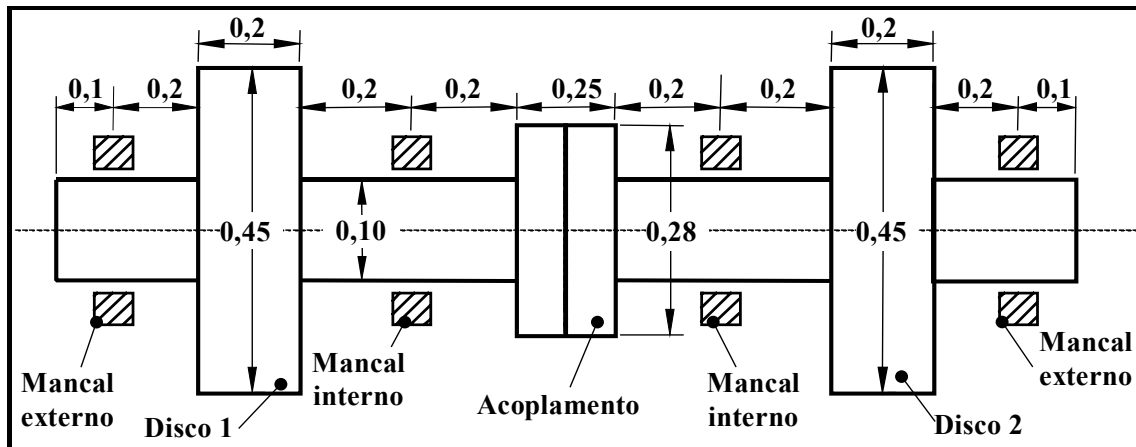 0,2
0,2
0,1
0,2
0,2
0,2
0,25
0,2
0,2
0,2
0,1
0,45
0,10
0,28
0,45
Mancal
externo
Disco 1
Mancal
interno
Acoplamento
Mancal
interno
Disco 2
Mancal
externo